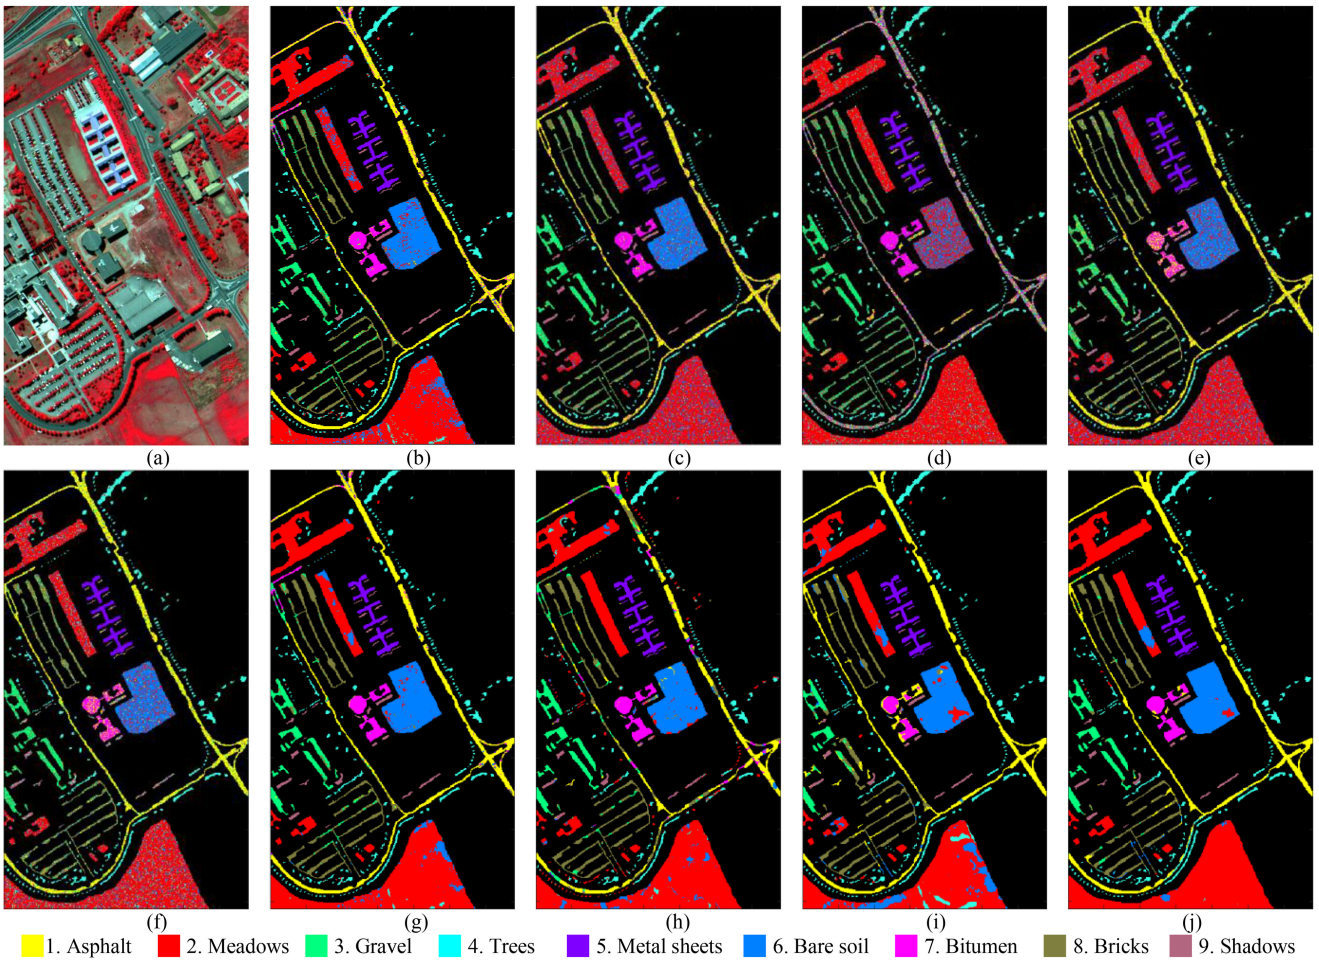 (a) (b) (c) (d) (e)
(f) (g) (h) (i) (j)
1. Asphalt 2. Meadows 3. Gravel 4. Trees 5. Metal sheets 6. Bare soil 7. Bitumen 8. Bricks 9. Shadows